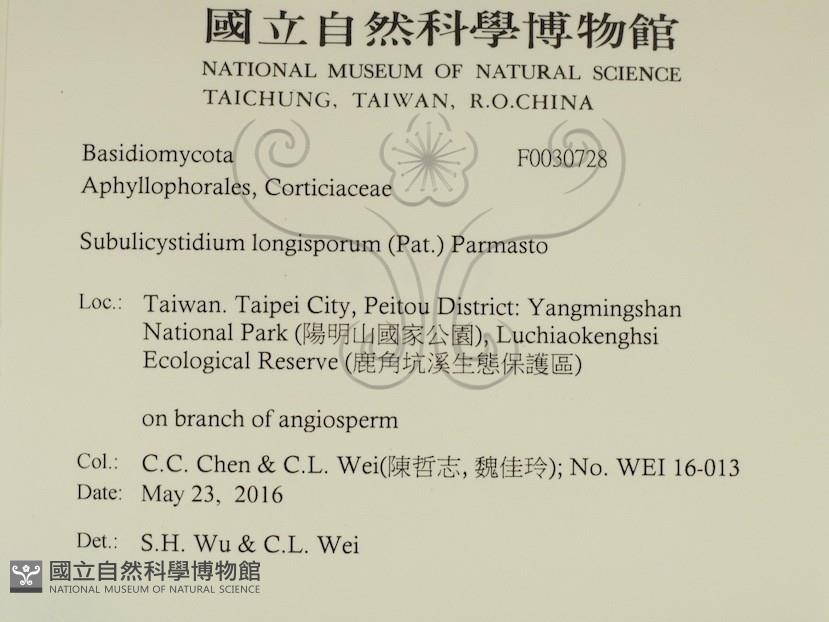 國立自然科學博物館
NATIONAL MUSEUM OF NATURAL SCIENCE
TAICHUNG, TAIWAN, R.O.CHINA
Basidiomycota F0030728
Aphyllophorales, Corticiaceae
Subulicystidium longisporum (Pat.) Parmasto
Loc.: Taiwan. Taipei City, Peitou District: Yangmingshan
National Park (陽明山國家公園), Luchiaokenghsi
Ecological Reserve (鹿角坑溪生態保護區)
on branch of angiosperm
Col.: C.C. Chen & C.L. Wei(陳哲志, 魏佳玲); No. WEI 16-013
Date: May 23, 2016
Det.: S.H. Wu & C.L. Wei
國立自然科學博物館
NATIONAL MUSEUM OF NATURAL SCIENCE